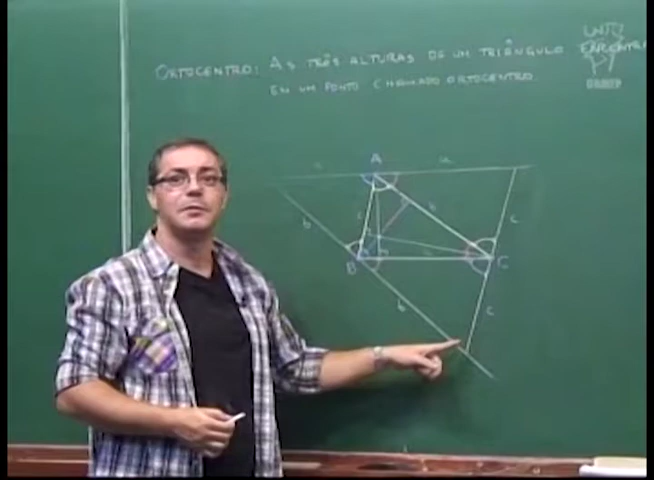 ORTOCENTRO: AS TRÊS ALTURAS DE UM TRIÂNGULO
EM UM PONTO CHAMADO ORTOCENTRO
A
a
b
c
b
B
C
c
b
c